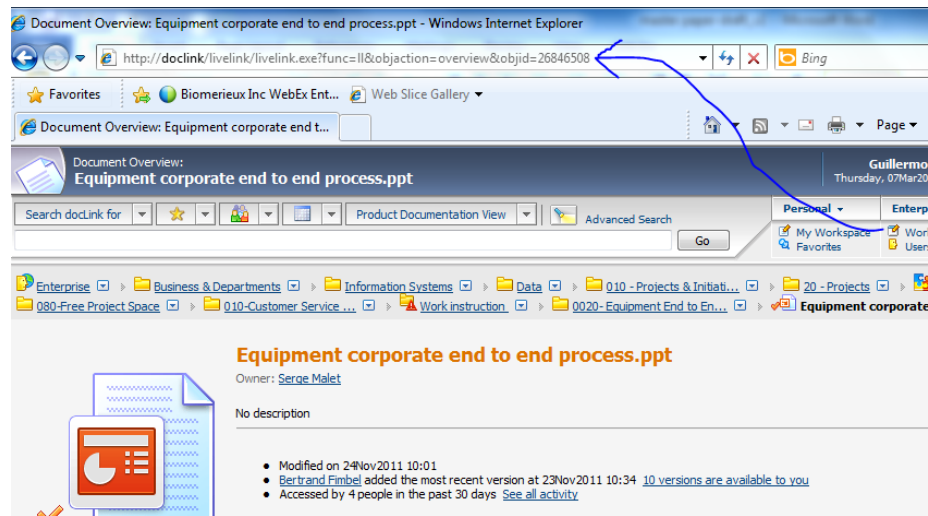 Document Overview: Equipment corporate end to end process.ppt - Windows Internet Explorer
http://doclink/livelink/livelink.exe?func=ll&objaction=overview&objid=26846508
Bing
Favorites Biomerieux Inc WebEx Ent... Web Slice Gallery
Document Overview: Equipment corporate end t...
Page
Document Overview:
Equipment corporate end to end process.ppt
Guillermo
Thursday, 07Mar20
Search docLink for Product Documentation View Advanced Search
Personal Enterp
Go
My Workspace Wor
Favorites Users
Enterprise Business & Departments Information Systems Data 010 - Projects & Initiati... 20 - Projects
080-Free Project Space 010-Customer Service ... Work instruction 0020- Equipment End to En... Equipment corporate
Equipment corporate end to end process.ppt
Owner: Serge Malet
No description
Modified on 24Nov2011 10:01
Bertrand Fimbel added the most recent version at 23Nov2011 10:34 10 versions are available to you
Accessed by 4 people in the past 30 days See all activity